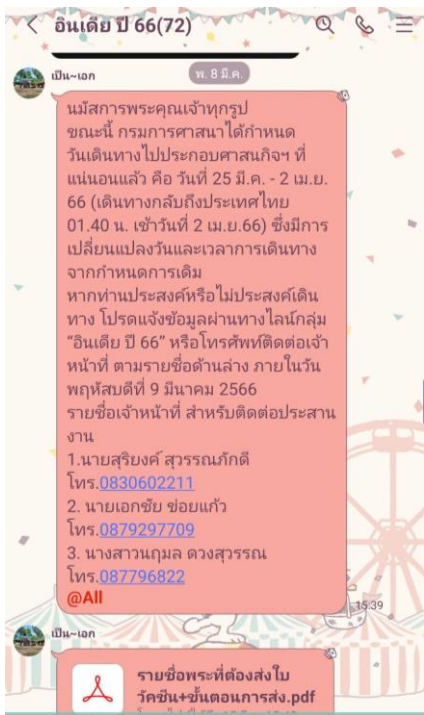 อินเดีย ปี 66(72)
พ. 8 มี.ค.
เป็น~เอก
นมัสการพระคุณเจ้าทุกรูป
ขณะนี้ กรมการศาสนาได้กำหนด
วันเดินทางไปประกอบศาสนกิจฯ ที่
แน่นอนแล้ว คือ วันที่ 25 มี.ค. - 2 เม.ย.
66 (เดินทางกลับถึงประเทศไทย
01.40 น. เช้าวันที่ 2 เม.ย.66) ซึ่งมีการ
เปลี่ยนแปลงวันและเวลาการเดินทาง
จากกำหนดการเดิม
หากท่านประสงค์หรือไม่ประสงค์เดิน
ทาง โปรดแจ้งข้อมูลผ่านทางไลน์กลุ่ม
“อินเดีย ปี 66” หรือโทรศัพท์ติดต่อเจ้า
หน้าที่ ตามรายชื่อด้านล่าง ภายในวัน
พฤหัสบดีที่ 9 มีนาคม 2566
รายชื่อเจ้าหน้าที่ สำหรับติดต่อประสาน
งาน
1.นายสุริยงค์ สุวรรณภักดี
โทร.0830602211
2. นายเอกชัย ข่อยแก้ว
โทร.0879297709
3. นางสาวนฤมล ดวงสุวรรณ
โทร.087796822
@All
15:39
เป็น~เอก
รายชื่อพระที่ต้องส่งใบ
วัคซีน+ขั้นตอนการส่ง.pdf